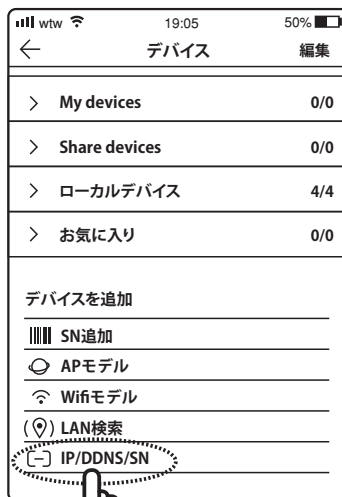 wtw 19:05 50%
デバイス 編集
My devices 0/0
Share devices 0/0
ローカルデバイス 4/4
お気に入り 0/0
デバイスを追加
SN追加
APモデル
Wifiモデル
LAN検索
IP/DDNS/SN